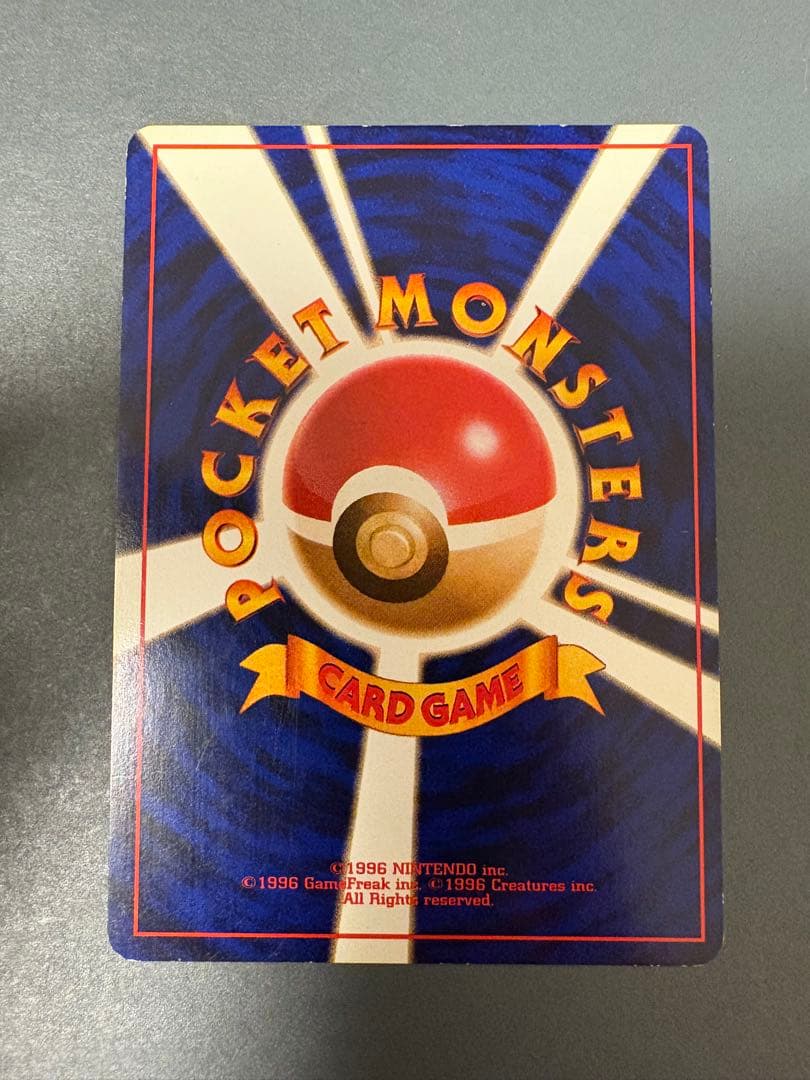 POCKET MONSTERS
CARD GAME
©1996 NINTENDO inc.
©1996 GameFreak inc. ©1996 Creatures inc.
All Rights reserved.